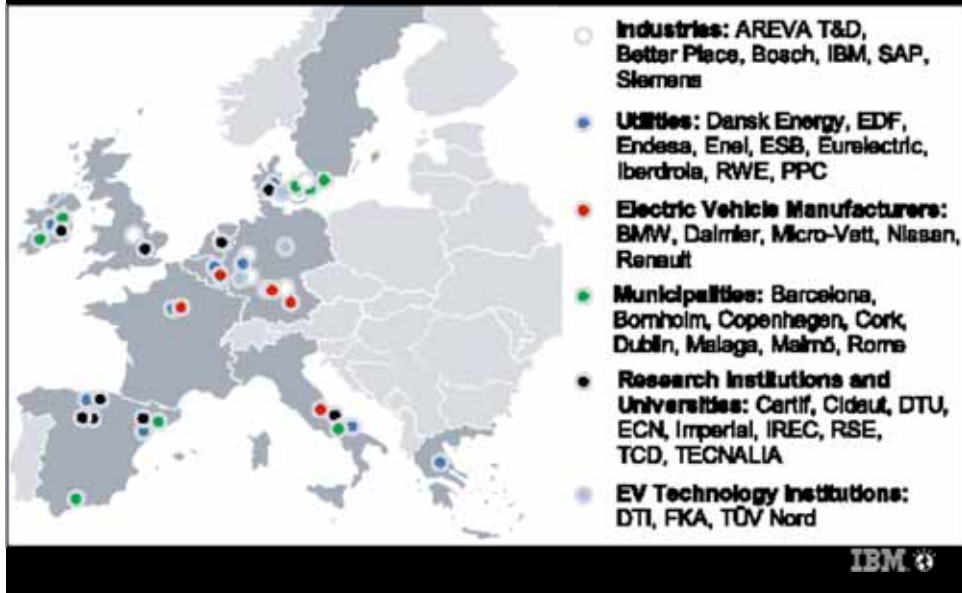 Industries: AREVA T&D,
Better Place, Bosch, IBM, SAP,
Siemens
Utilities: Dansk Energy, EDF,
Endesa, Enel, ESB, Eurelectric,
Iberdrola, RWE, PPC
Electric Vehicle Manufacturers:
BMW, Daimler, Micro-Vett, Nissan,
Renault
Municipalities: Barcelona,
Bornholm, Copenhagen, Cork,
Dublin, Malaga, Malmö, Rome
Research Institutions and
Universities: Cartif, Cidaut, DTU,
ECN, Imperial, IREC, RSE,
TCD, TECNALIA
EV Technology Institutions:
DTI, FKA, TÜV Nord
IBM